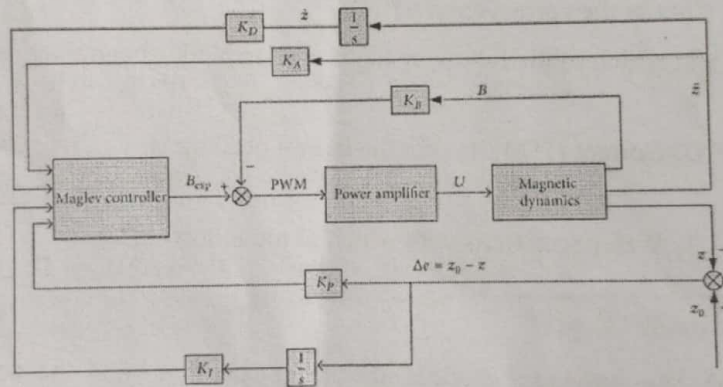 K_D
ż
1
s
K_A
K_B
B
z̈
Maglev controller
B_exp
+
−
PWM
Power amplifier
U
Magnetic
dynamics
Δe = z_0 − z
z
−
K_P
z_0
K_I
1
s